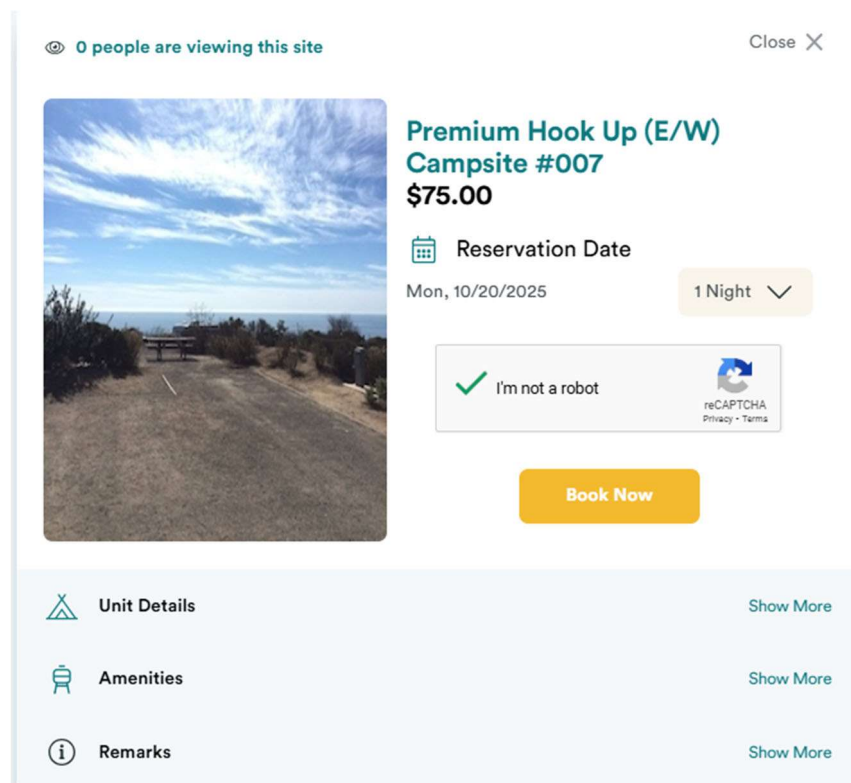 0 people are viewing this site
Close
Premium Hook Up (E/W)
Campsite #007
$75.00
Reservation Date
Mon, 10/20/2025
1 Night
I'm not a robot
reCAPTCHA
Privacy - Terms
Book Now
Unit Details
Show More
Amenities
Show More
Remarks
Show More